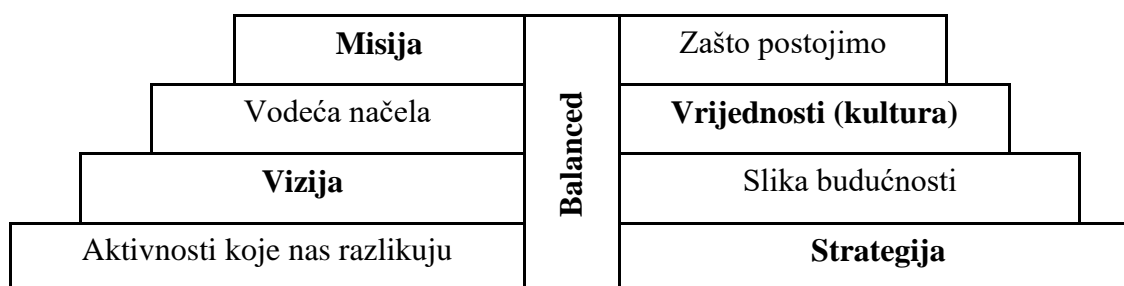 Misija
Zašto postojimo
Vodeća načela
Balanced
Vrijednosti (kultura)
Vizija
Slika budućnosti
Aktivnosti koje nas razlikuju
Strategija